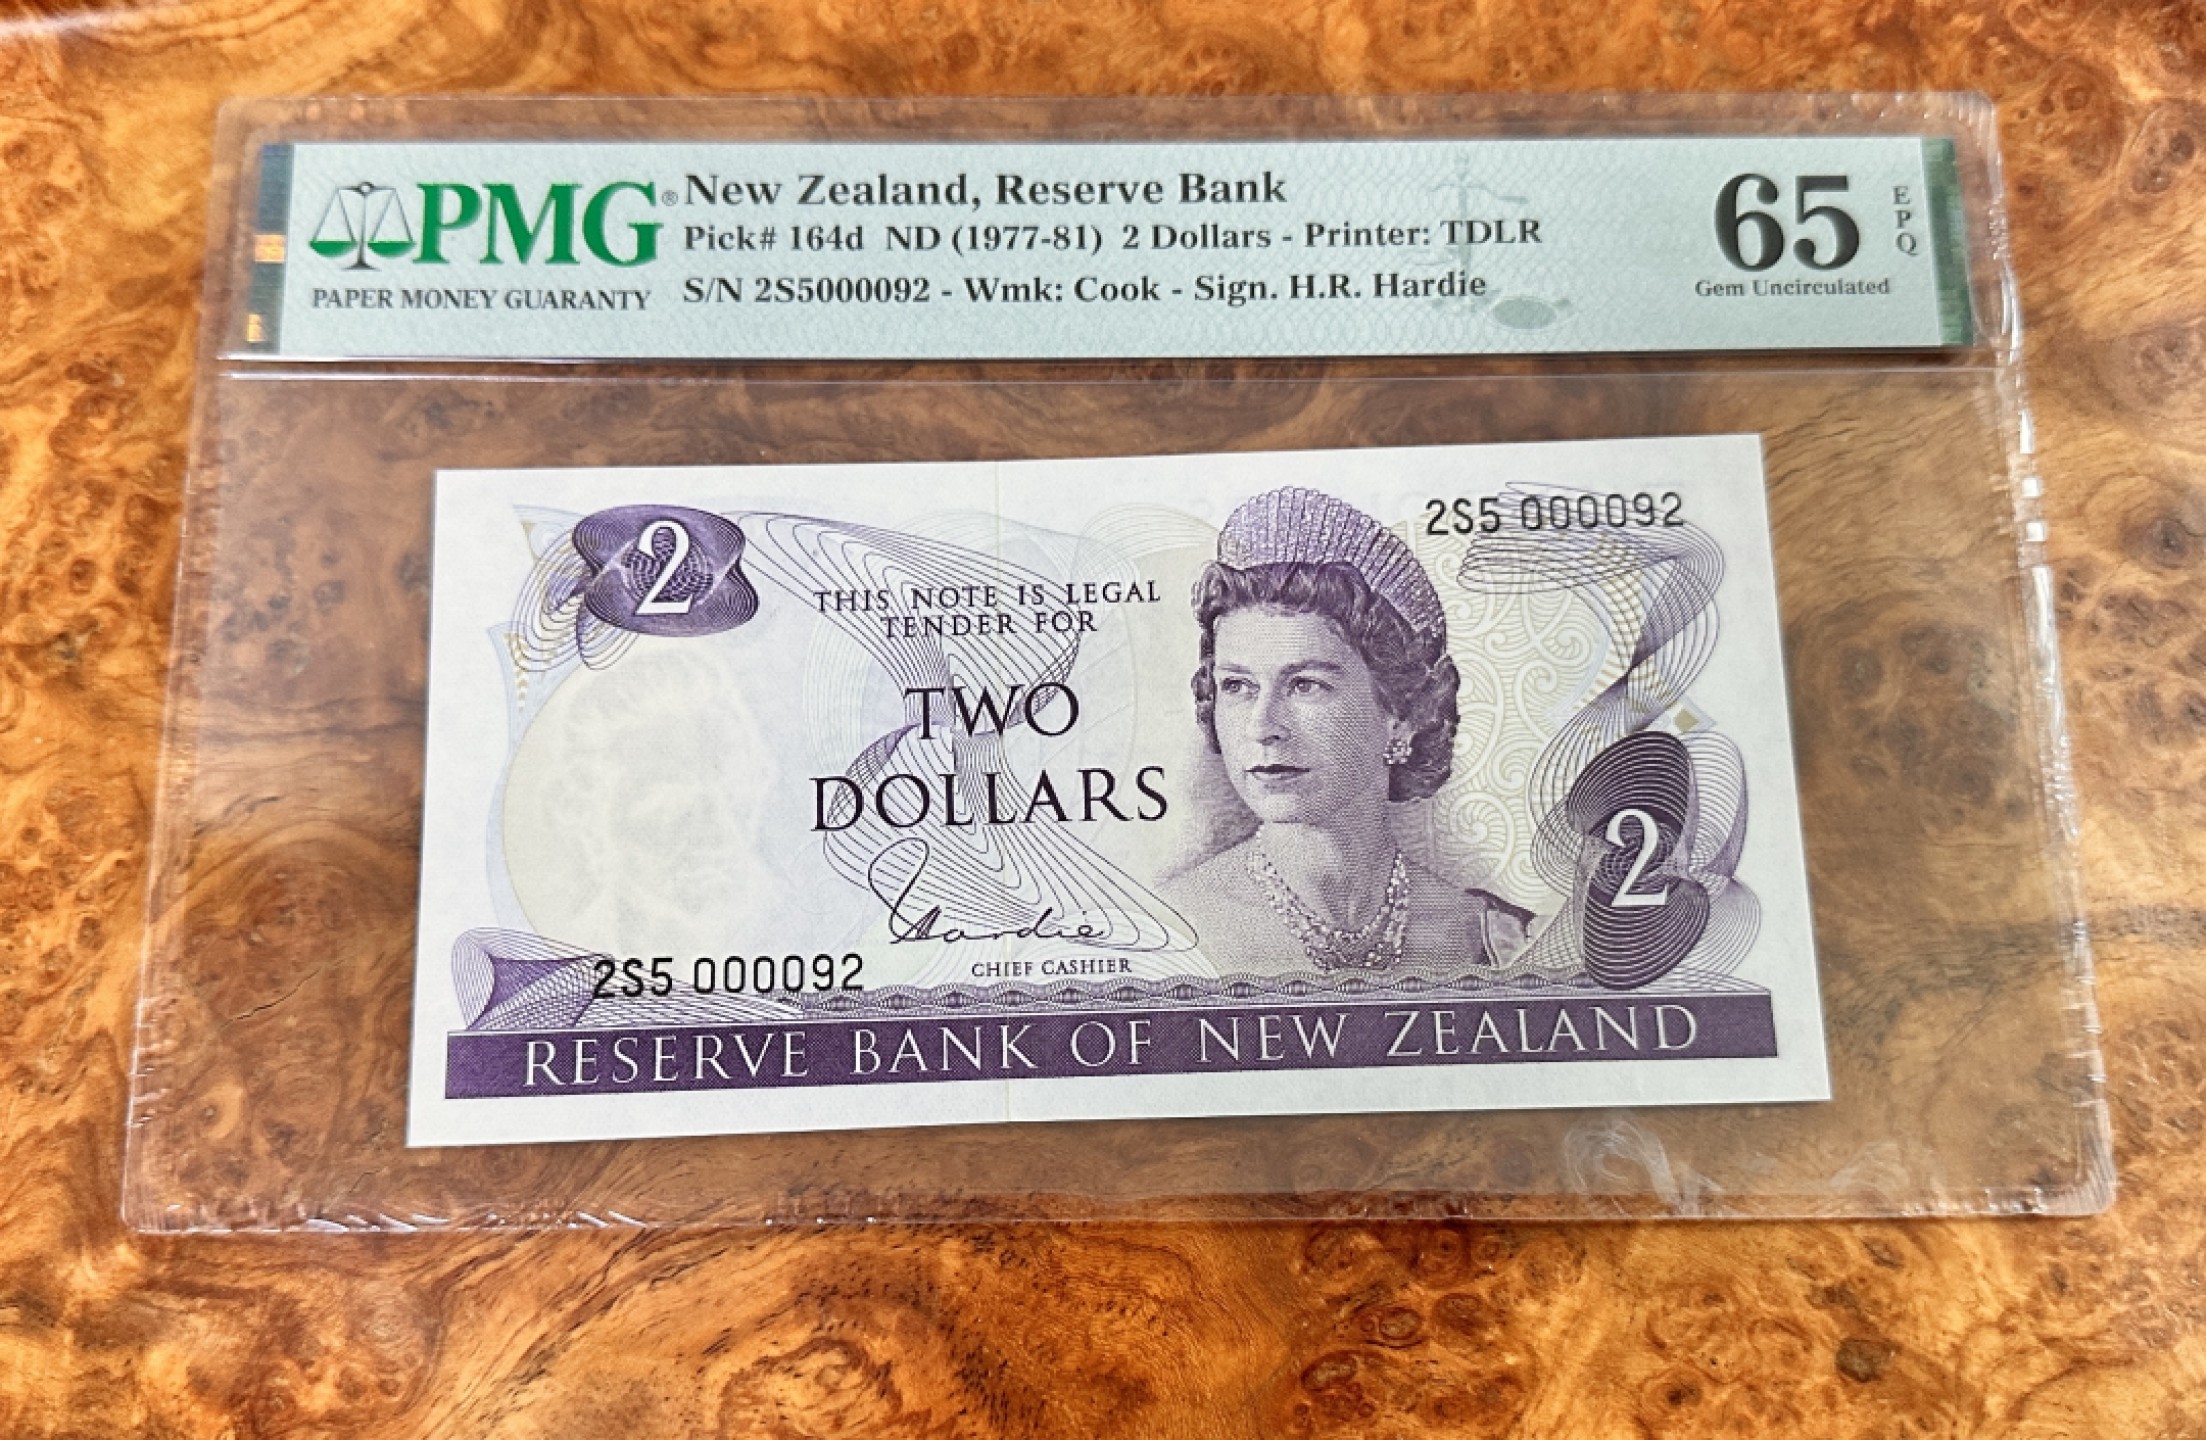 PMG®
PAPER MONEY GUARANTY
New Zealand, Reserve Bank
Pick# 164d ND (1977-81) 2 Dollars - Printer: TDLR
S/N 2S5000092 - Wmk: Cook - Sign. H.R. Hardie
65
EPQ
Gem Uncirculated
2
2S5 000092
THIS NOTE IS LEGAL
TENDER FOR
TWO
DOLLARS
2
Hardie
CHIEF CASHIER
2S5 000092
RESERVE BANK OF NEW ZEALAND